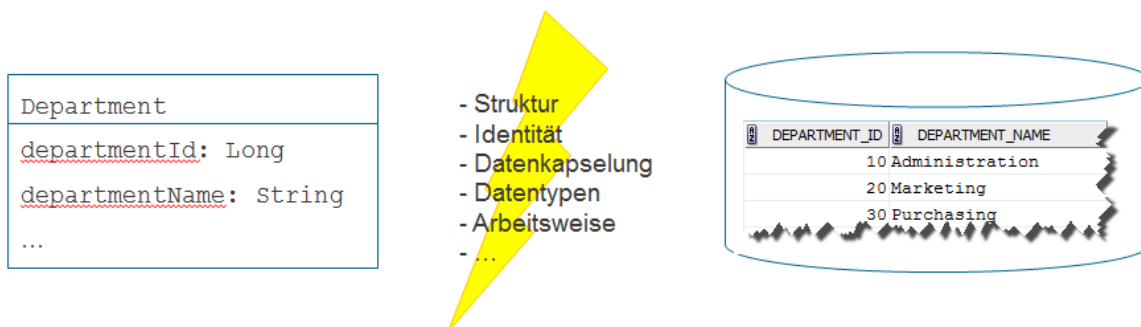 Department
departmentId: Long
departmentName: String
...
- Struktur
- Identität
- Datenkapselung
- Datentypen
- Arbeitsweise
- ...
DEPARTMENT_ID DEPARTMENT_NAME
10 Administration
20 Marketing
30 Purchasing